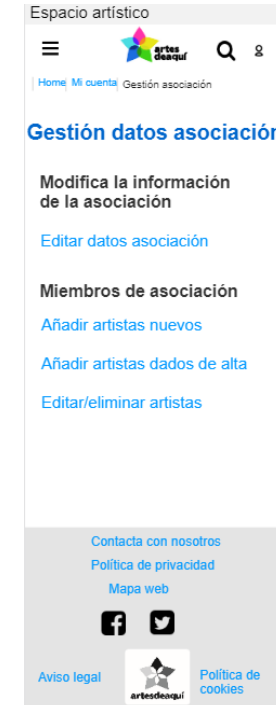 Espacio artístico
artes
deaquí
Home Mi cuenta Gestión asociación
Gestión datos asociación
Modifica la información
de la asociación
Editar datos asociación
Miembros de asociación
Añadir artistas nuevos
Añadir artistas dados de alta
Editar/eliminar artistas
Contacta con nosotros
Política de privacidad
Mapa web
Aviso legal
artesdeaquí
Política de
cookies